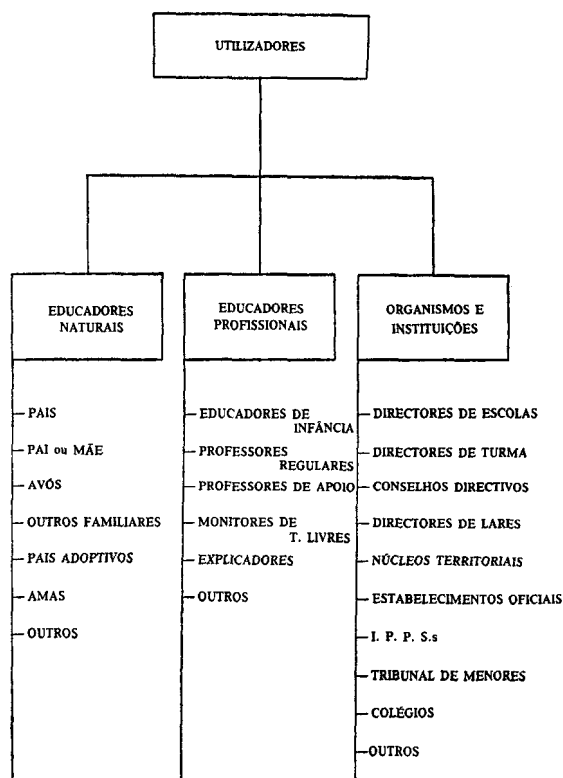 UTILIZADORES
EDUCADORES
NATURAIS
PAIS
PAI ou MÃE
AVÓS
OUTROS FAMILIARES
PAIS ADOPTIVOS
AMAS
OUTROS
EDUCADORES
PROFISSIONAIS
EDUCADORES DE
INFÂNCIA
PROFESSORES
REGULARES
PROFESSORES DE APOIO
MONITORES DE
T. LIVRES
EXPLICADORES
OUTROS
ORGANISMOS E
INSTITUIÇÕES
DIRECTORES DE ESCOLAS
DIRECTORES DE TURMA
CONSELHOS DIRECTIVOS
DIRECTORES DE LARES
NÚCLEOS TERRITORIAIS
ESTABELECIMENTOS OFICIAIS
I. P. P. S.s
TRIBUNAL DE MENORES
COLÉGIOS
OUTROS